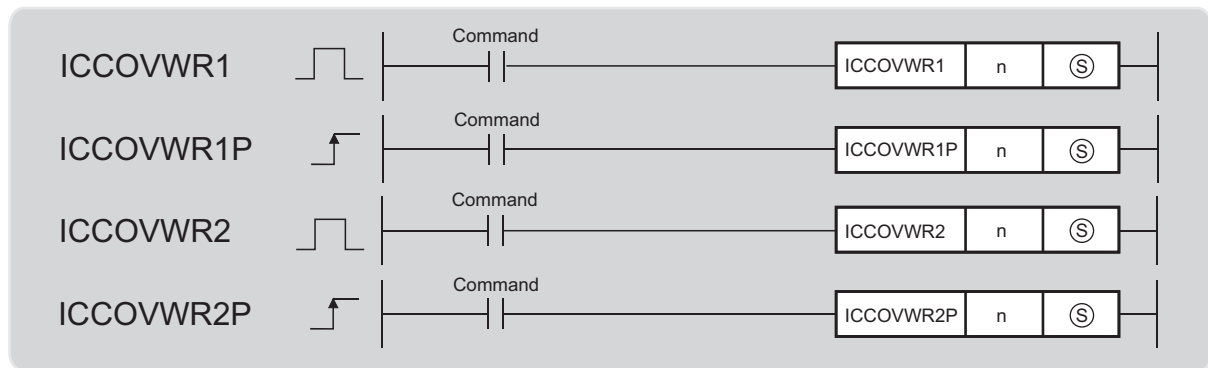 Command
ICCOVWR1 ICCOVWR1 n Ⓢ
Command
ICCOVWR1P ICCOVWR1P n Ⓢ
Command
ICCOVWR2 ICCOVWR2 n Ⓢ
Command
ICCOVWR2P ICCOVWR2P n Ⓢ